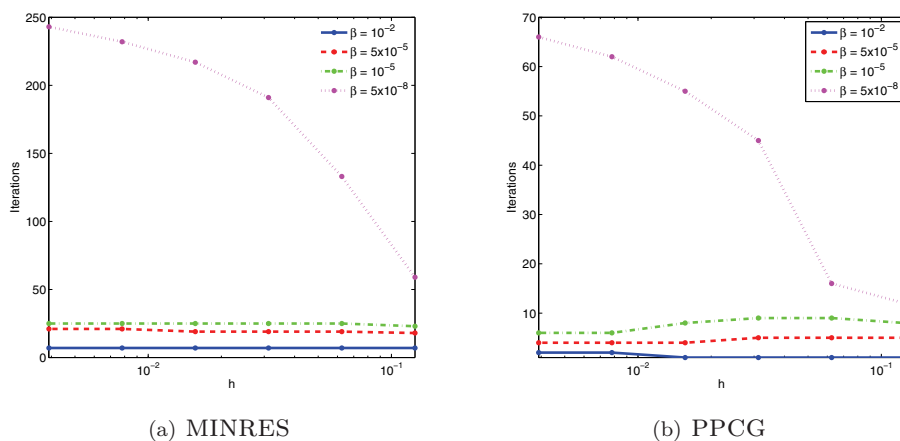 250
200
150
100
50
0
Iterations
10⁻²
10⁻¹
h
β = 10⁻²
β = 5x10⁻⁵
β = 10⁻⁵
β = 5x10⁻⁸
(a) MINRES
70
60
50
40
30
20
10
Iterations
10⁻²
10⁻¹
h
β = 10⁻²
β = 5x10⁻⁵
β = 10⁻⁵
β = 5x10⁻⁸
(b) PPCG